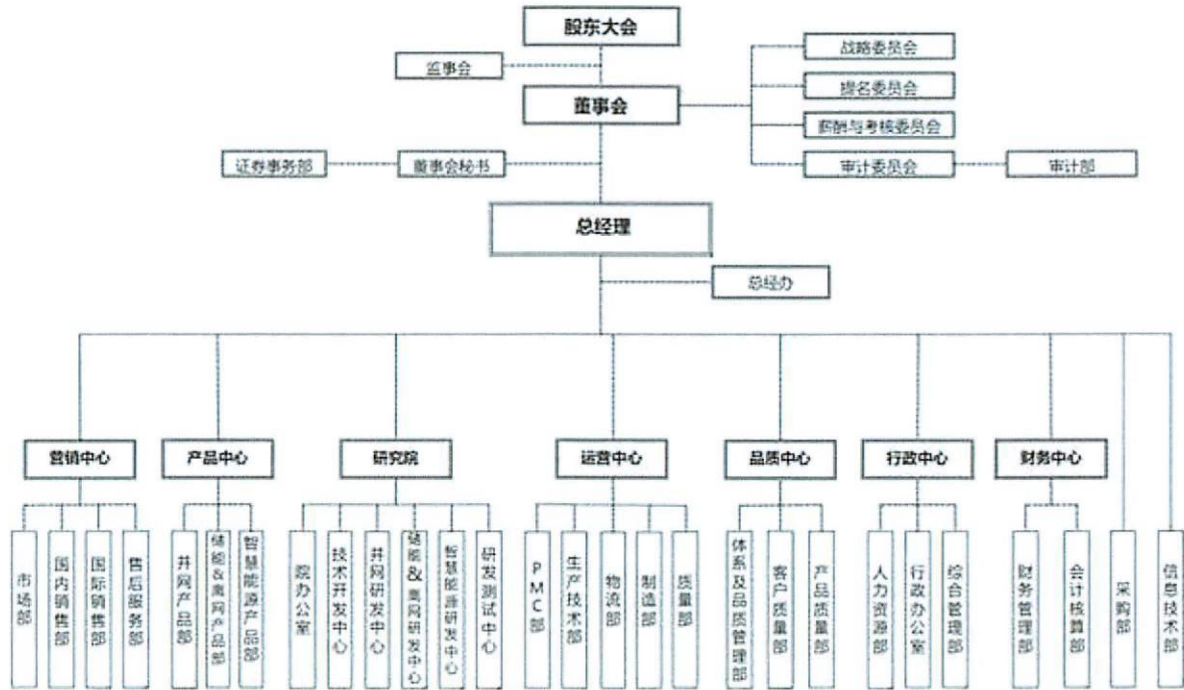 股东大会
监事会
战略委员会
提名委员会
董事会
薪酬与考核委员会
证券事务部
董事会秘书
审计委员会
审计部
总经理
总经办
营销中心
产品中心
研究院
运营中心
品质中心
行政中心
财务中心
市场部
国内销售部
国际销售部
售后服务部
并网产品部
储能&离网产品部
智慧能源产品部
院办公室
技术开发中心
并网研发中心
储能&离网研发中心
智慧能源研发中心
研发测试中心
PMC部
生产技术部
物流部
制造部
质量部
体系及品质管理部
客户质量部
产品质量部
人力资源部
行政办公室
综合管理部
财务管理部
会计核算部
采购部
信息技术部